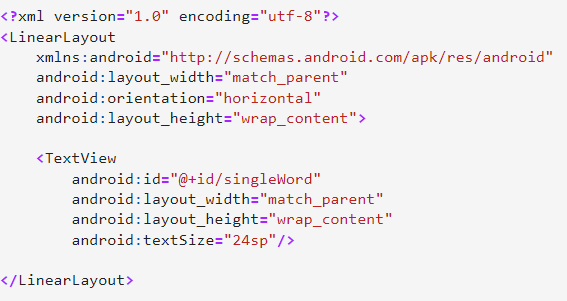 <?xml version="1.0" encoding="utf-8"?>
<LinearLayout
    xmlns:android="http://schemas.android.com/apk/res/android"
    android:layout_width="match_parent"
    android:orientation="horizontal"
    android:layout_height="wrap_content">

    <TextView
        android:id="@+id/singleWord"
        android:layout_width="match_parent"
        android:layout_height="wrap_content"
        android:textSize="24sp"/>

</LinearLayout>